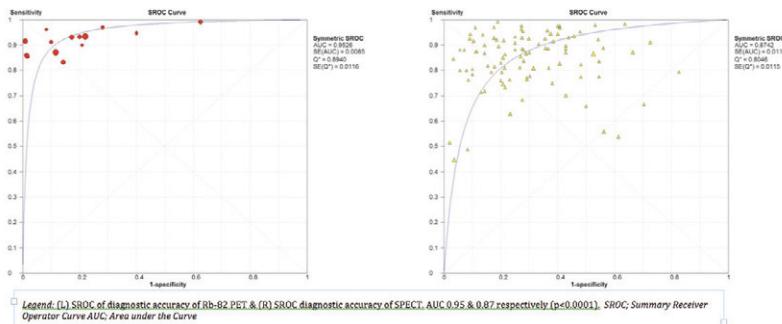 Sensitivity SROC Curve
Symmetric SROC
AUC = 0.9526
SE(AUC) = 0.0085
Q* = 0.8940
SE(Q*) = 0.0116
1
0.9
0.8
0.7
0.6
0.5
0.4
0.3
0.2
0.1
0
0 0.2 0.4 0.6 0.8 1
1-specificity
Sensitivity SROC Curve
Symmetric SROC
AUC = 0.8742
SE(AUC) = 0.011
Q* = 0.8046
SE(Q*) = 0.0115
1
0.9
0.8
0.7
0.6
0.5
0.4
0.3
0.2
0.1
0
0 0.2 0.4 0.6 0.8 1
1-specificity
Legend: (L) SROC of diagnostic accuracy of Rb-82 PET & (R) SROC diagnostic accuracy of SPECT. AUC 0.95 & 0.87 respectively (p<0.0001). SROC; Summary Receiver
Operator Curve AUC; Area under the Curve